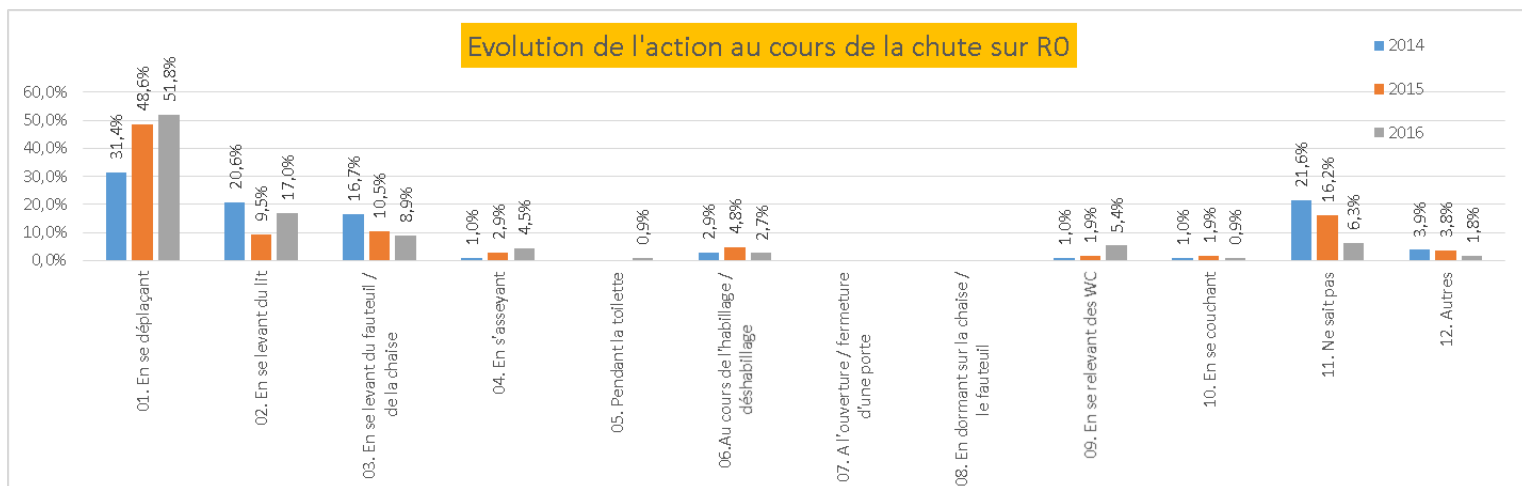 Evolution de l'action au cours de la chute sur R0
2014
2015
2016
60,0%
50,0%
40,0%
30,0%
20,0%
10,0%
0,0%
31,4%
48,6%
51,8%
20,6%
9,5%
17,0%
16,7%
10,5%
8,9%
1,0%
2,9%
4,5%
0,9%
2,9%
4,8%
2,7%
1,0%
1,9%
5,4%
1,0%
1,9%
0,9%
21,6%
16,2%
6,3%
3,9%
3,8%
1,8%
01. En se déplaçant
02. En se levant du lit
03. En se levant du fauteuil /
de la chaise
04. En s'asseyant
05. Pendant la toilette
06.Au cours de l'habillage /
déshabillage
07. A l'ouverture / fermeture
d'une porte
08. En dormant sur la chaise /
le fauteuil
09. En se relevant des WC
10. En se couchant
11. Ne sait pas
12. Autres